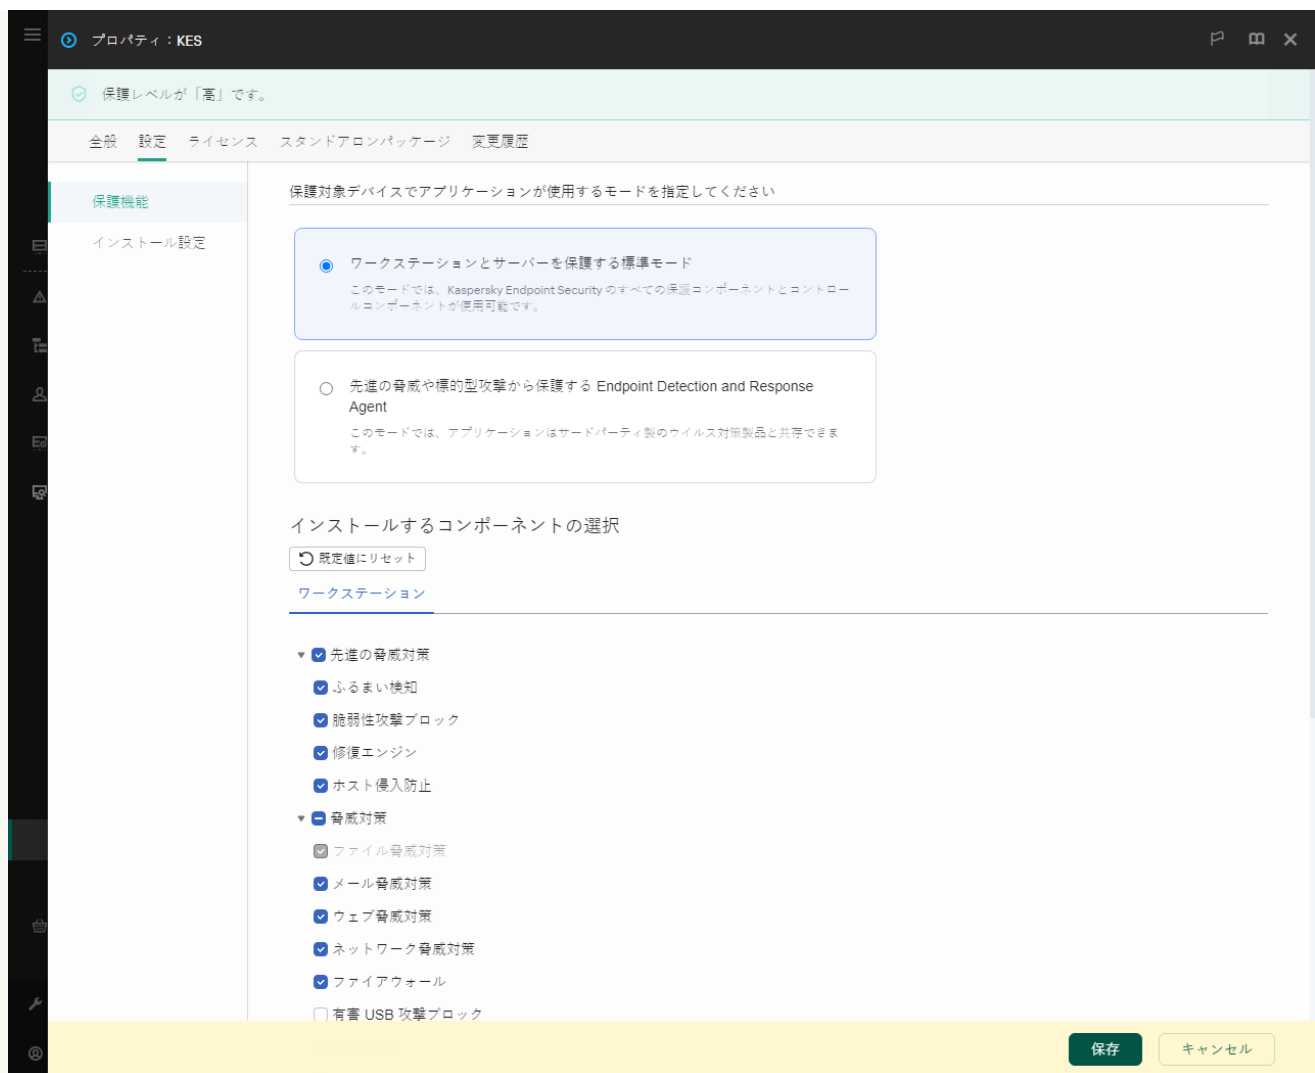 プロパティ：KES
保護レベルが「高」です。
全般 設定 ライセンス スタンドアロンパッケージ 変更履歴
保護機能
インストール設定
保護対象デバイスでアプリケーションが使用するモードを指定してください
ワークステーションとサーバーを保護する標準モード
このモードでは、Kaspersky Endpoint Security のすべての保護コンポーネントとコントロー
ルコンポーネントが使用可能です。
先進の脅威や標的型攻撃から保護する Endpoint Detection and Response
Agent
このモードでは、アプリケーションはサードパーティ製のウイルス対策製品と共存できま
す。
インストールするコンポーネントの選択
既定値にリセット
ワークステーション
先進の脅威対策
ふるまい検知
脆弱性攻撃ブロック
修復エンジン
ホスト侵入防止
脅威対策
ファイル脅威対策
メール脅威対策
ウェブ脅威対策
ネットワーク脅威対策
ファイアウォール
有害 USB 攻撃ブロック
保存 キャンセル